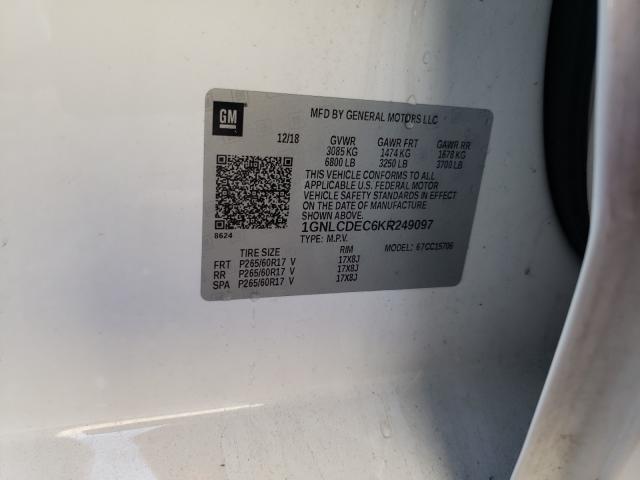 GM
MFD BY GENERAL MOTORS LLC
12/18 GVWR GAWR FRT GAWR RR
3085 KG 1474 KG 1678 KG
6800 LB 3250 LB 3700 LB
THIS VEHICLE CONFORMS TO ALL
APPLICABLE U.S. FEDERAL MOTOR
VEHICLE SAFETY STANDARDS IN EFFECT
ON THE DATE OF MANUFACTURE
SHOWN ABOVE.
1GNLCDEC6KR249097
8624
TYPE: M.P.V. MODEL: 67CC15706
TIRE SIZE RIM
FRT P265/60R17 V 17X8J
RR P265/60R17 V 17X8J
SPA P265/60R17 V 17X8J